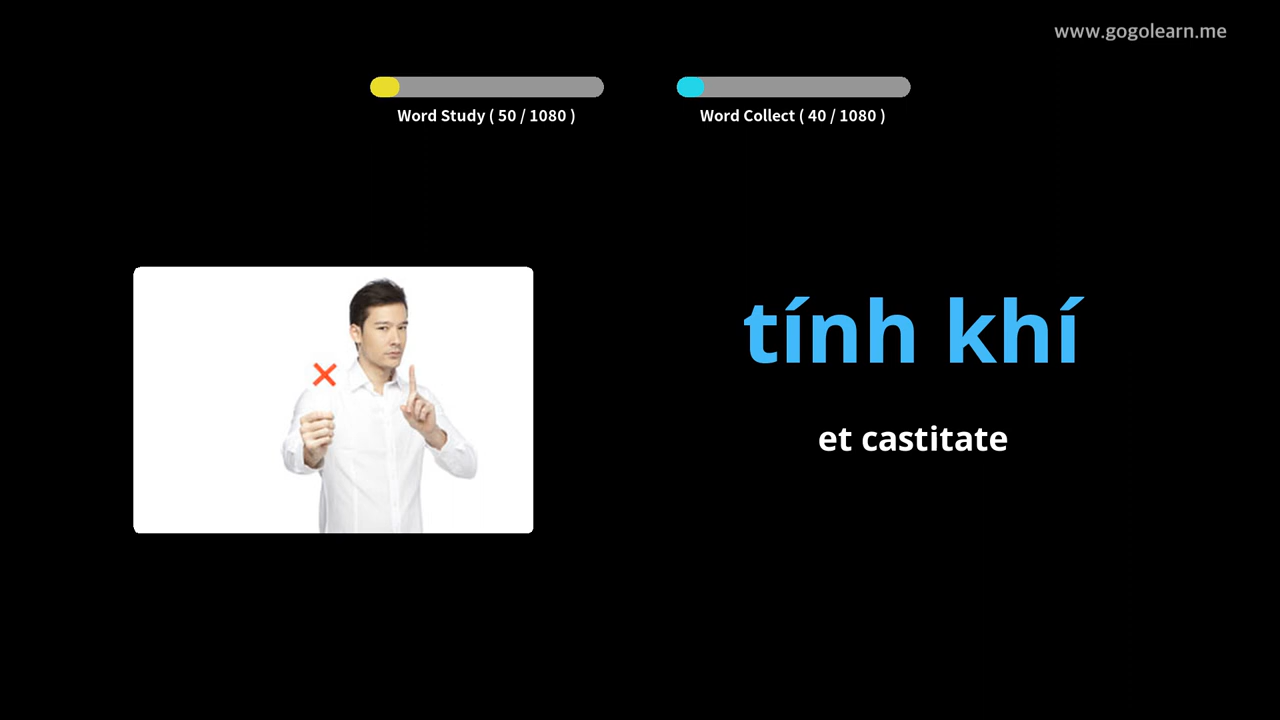 www.gogolearn.me
Word Study ( 50 / 1080 )
Word Collect ( 40 / 1080 )
tính khí
et castitate